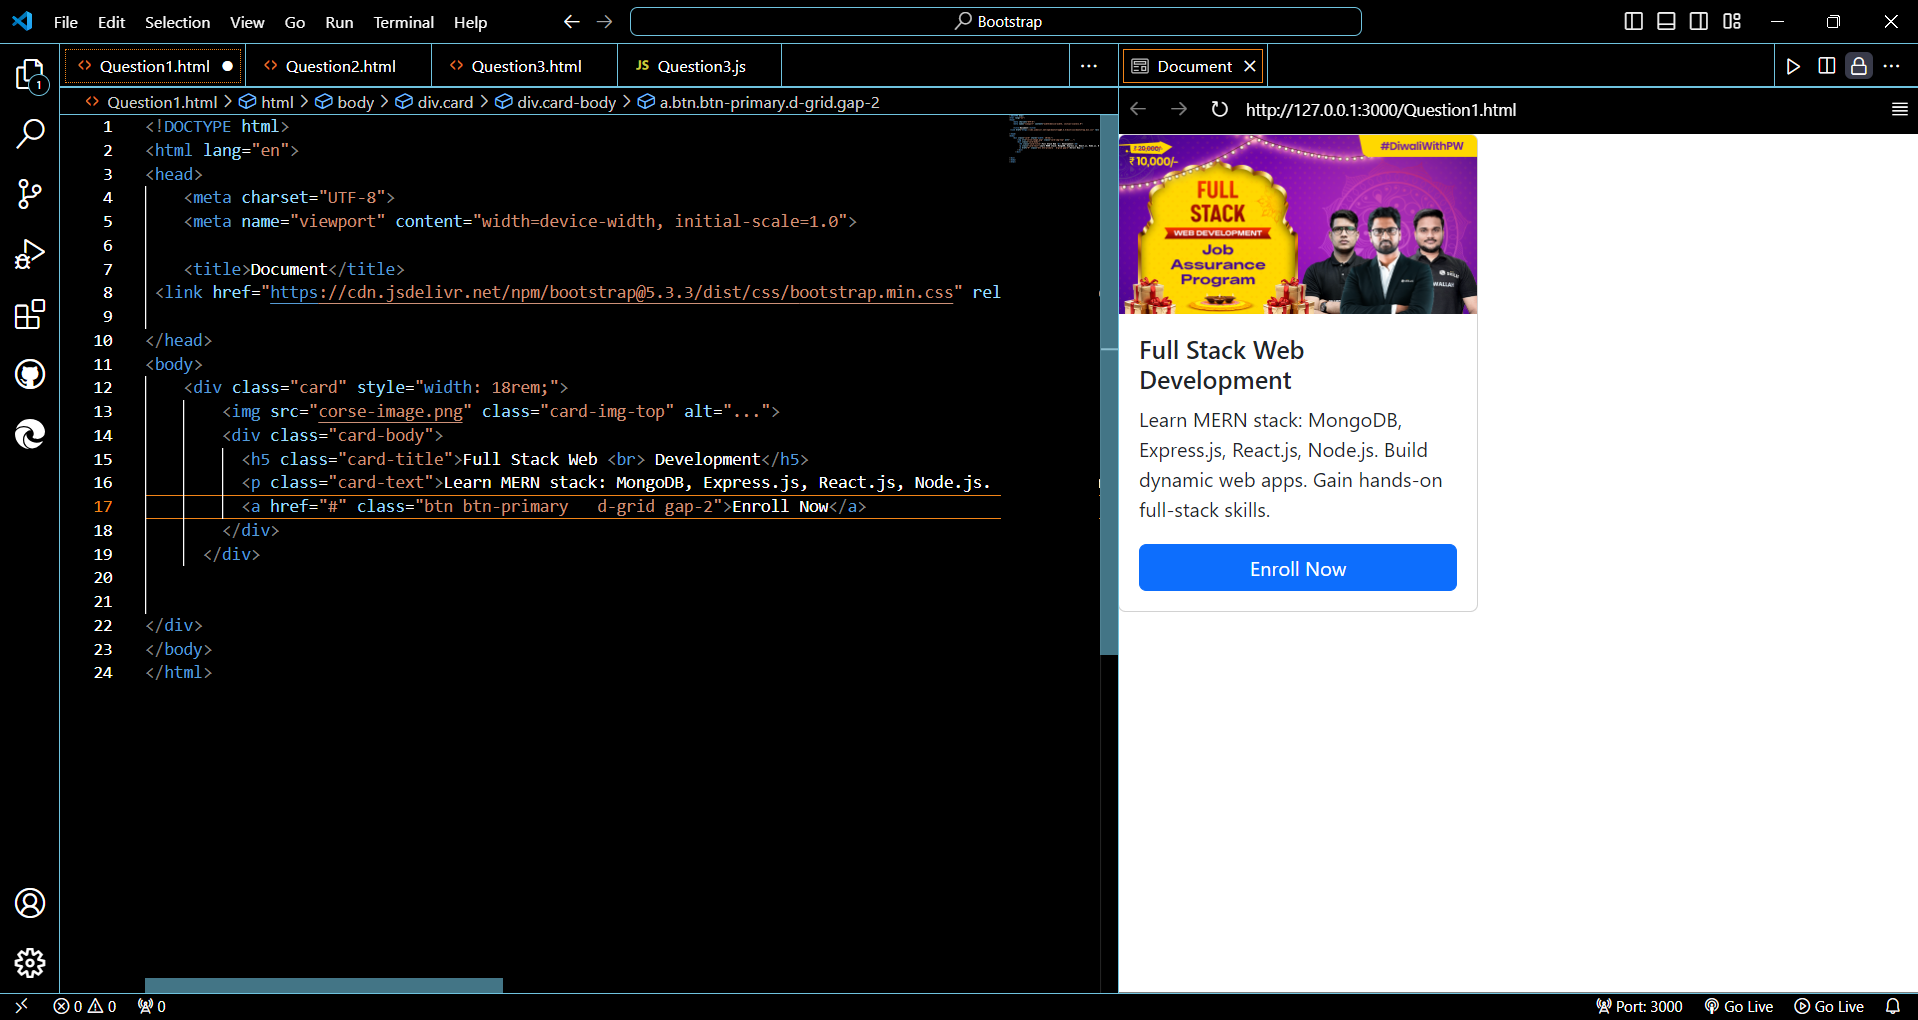 File Edit Selection View Go Run Terminal Help
Bootstrap
Question1.html
Question2.html
Question3.html
JS Question3.js
Document
Question1.html > html > body > div.card > div.card-body > a.btn.btn-primary.d-grid.gap-2
http://127.0.0.1:3000/Question1.html
1
1 <!DOCTYPE html>
2 <html lang="en">
3 <head>
4 <meta charset="UTF-8">
5 <meta name="viewport" content="width=device-width, initial-scale=1.0">
6
7 <title>Document</title>
8 <link href="https://cdn.jsdelivr.net/npm/bootstrap@5.3.3/dist/css/bootstrap.min.css" rel
9
10 </head>
11 <body>
12 <div class="card" style="width: 18rem;">
13 <img src="corse-image.png" class="card-img-top" alt="...">
14 <div class="card-body">
15 <h5 class="card-title">Full Stack Web <br> Development</h5>
16 <p class="card-text">Learn MERN stack: MongoDB, Express.js, React.js, Node.js.
17 <a href="#" class="btn btn-primary   d-grid gap-2">Enroll Now</a>
18 </div>
19 </div>
20
21
22 </div>
23 </body>
24 </html>
₹ 20,000/-
₹ 10,000/-
#DiwaliWithPW
FULL
STACK
WEB DEVELOPMENT
Job
Assurance
Program
Full Stack Web
Development
Learn MERN stack: MongoDB,
Express.js, React.js, Node.js. Build
dynamic web apps. Gain hands-on
full-stack skills.
Enroll Now
0 0 0
Port: 3000 Go Live Go Live